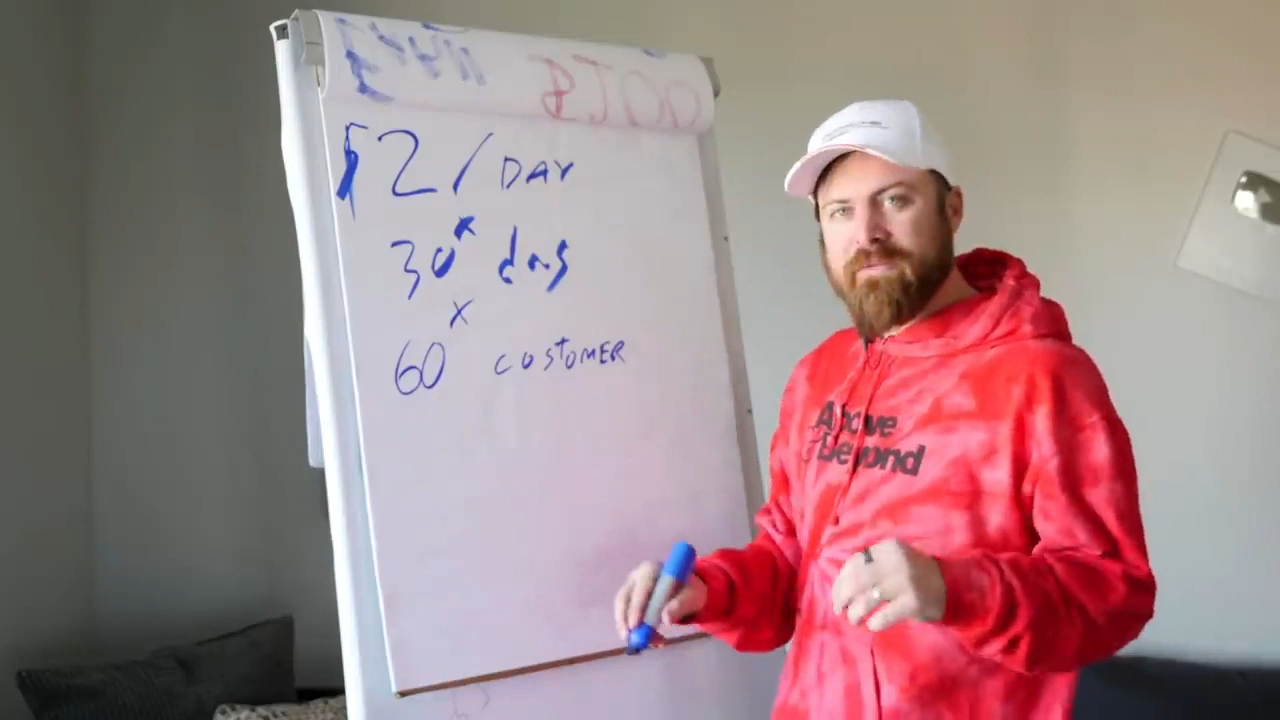 $2 / DAY
x
30 days
x
60 CUSTOMER
Above
& Beyond